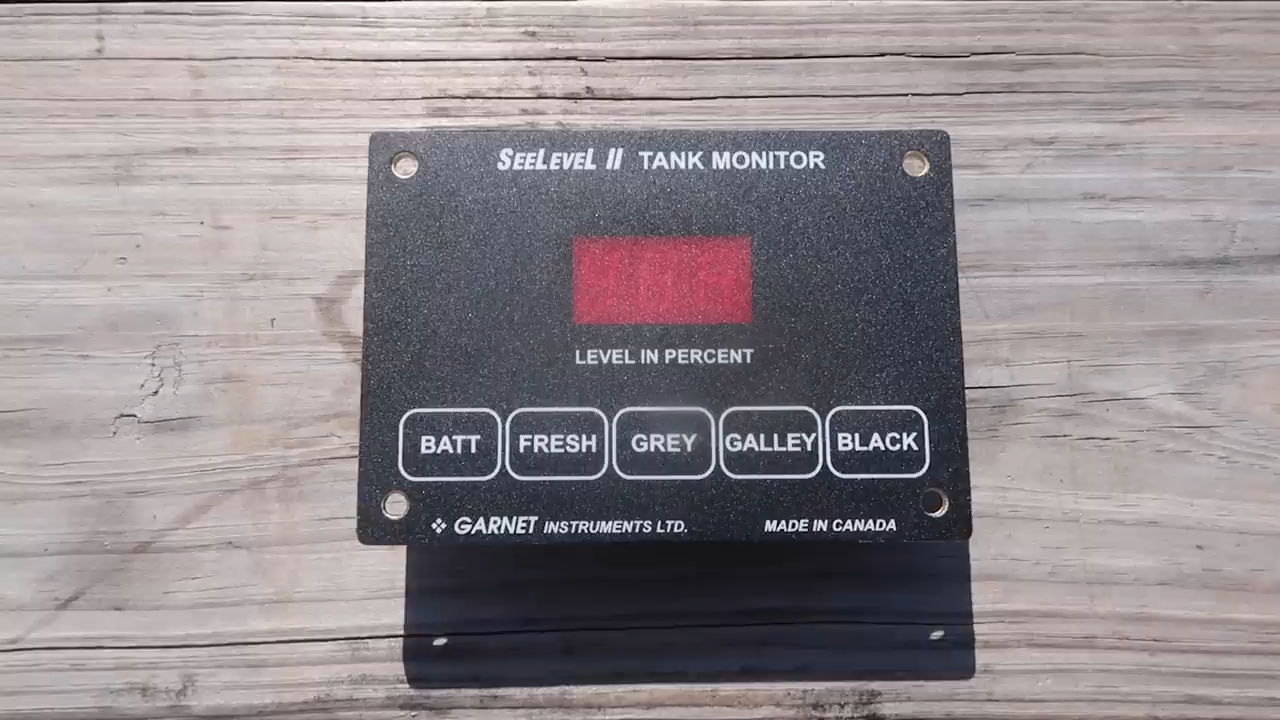 SEELEVEL II TANK MONITOR
LEVEL IN PERCENT
BATT FRESH GREY GALLEY BLACK
GARNET INSTRUMENTS LTD. MADE IN CANADA